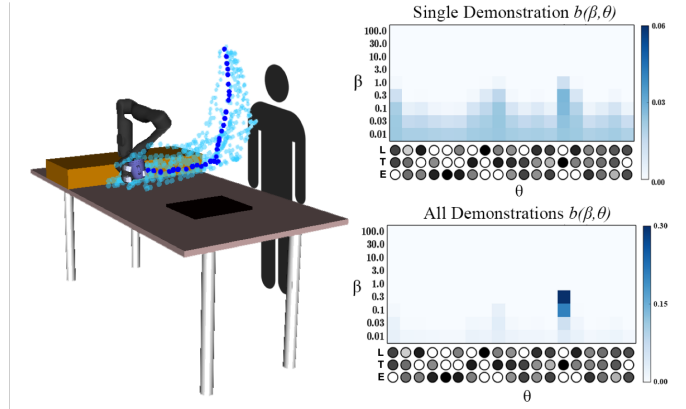 Single Demonstration b(β,θ)
0.06
100.0
30.0
10.0
3.0
β
1.0
0.3
0.1
0.03
0.01
0.03
0.00
L
T
E
θ
All Demonstrations b(β,θ)
0.30
100.0
30.0
10.0
3.0
β
1.0
0.3
0.1
0.03
0.01
0.15
0.00
L
T
E
θ